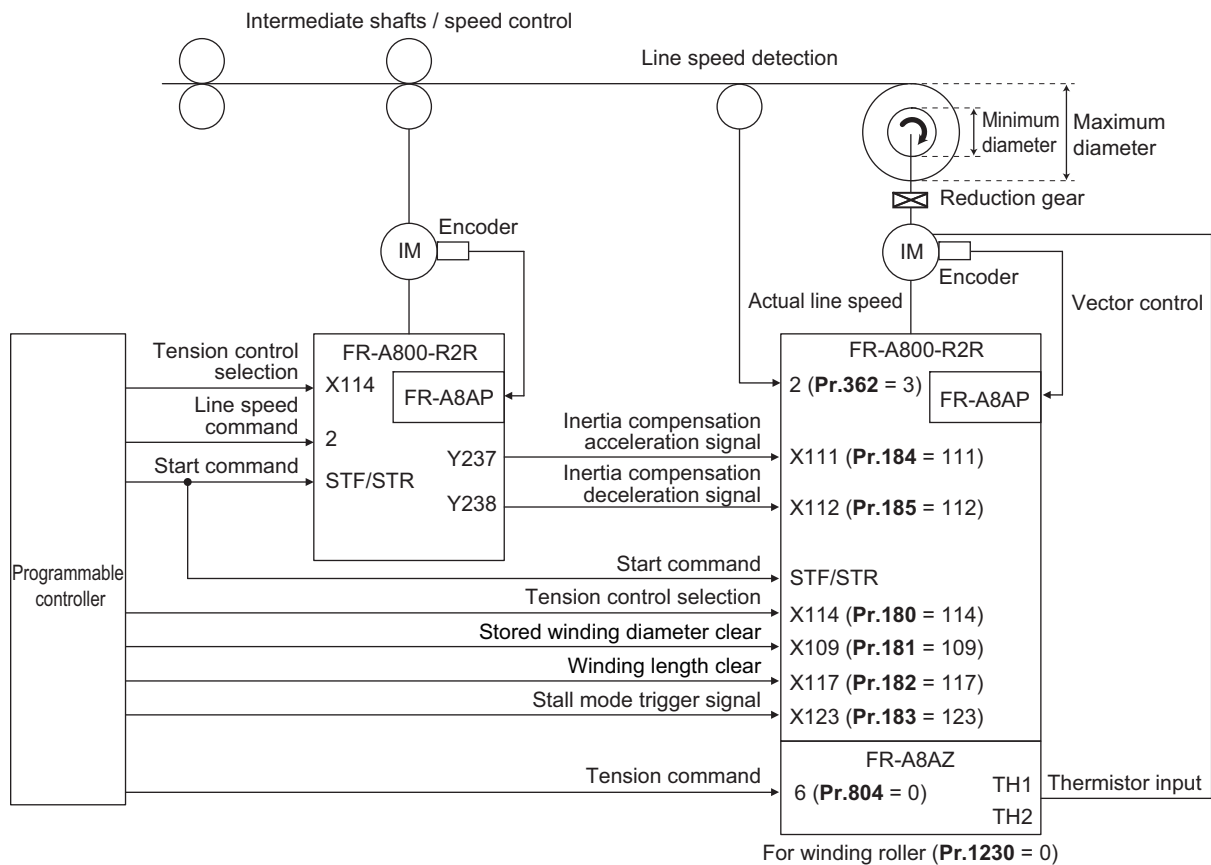 Intermediate shafts / speed control
Line speed detection
Minimum
diameter
Maximum
diameter
Reduction gear
Encoder
IM
IM
Encoder
Actual line speed
Vector control
Programmable
controller
Tension control
selection
Line speed
command
Start command
FR-A800-R2R
X114
FR-A8AP
2
STF/STR
Y237
Y238
Inertia compensation
acceleration signal
Inertia compensation
deceleration signal
Start command
Tension control selection
Stored winding diameter clear
Winding length clear
Stall mode trigger signal
Tension command
FR-A800-R2R
2 (Pr.362 = 3)
FR-A8AP
X111 (Pr.184 = 111)
X112 (Pr.185 = 112)
STF/STR
X114 (Pr.180 = 114)
X109 (Pr.181 = 109)
X117 (Pr.182 = 117)
X123 (Pr.183 = 123)
FR-A8AZ
6 (Pr.804 = 0)
TH1
TH2
Thermistor input
For winding roller (Pr.1230 = 0)